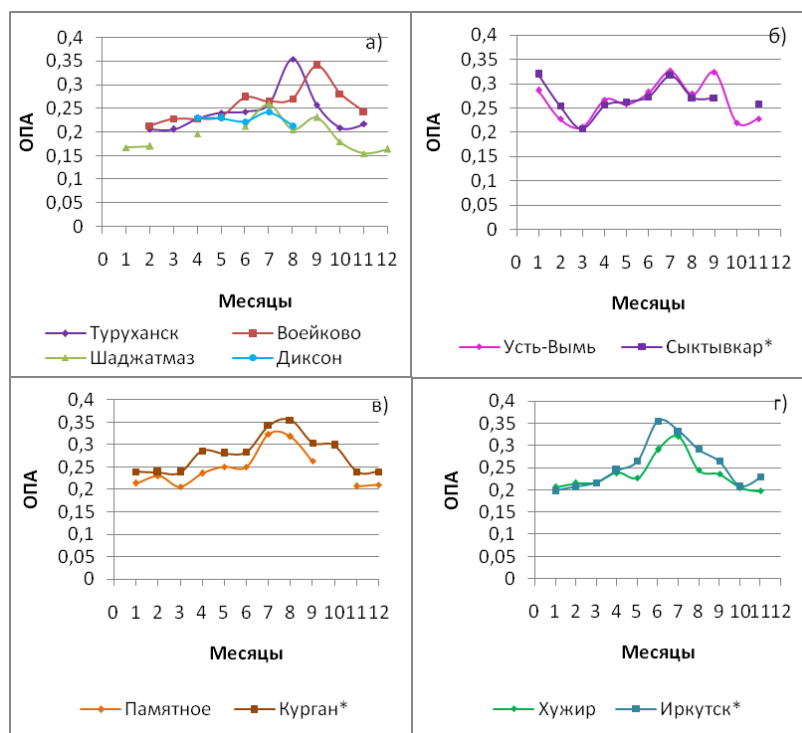 а)
ОПА
0,4
0,35
0,3
0,25
0,2
0,15
0,1
0,05
0
0 1 2 3 4 5 6 7 8 9 10 11 12
Месяцы
Туруханск Воейково
Шаджатмаз Диксон
б)
ОПА
0,4
0,35
0,3
0,25
0,2
0,15
0,1
0,05
0
0 1 2 3 4 5 6 7 8 9 10 11 12
Месяцы
Усть-Вымь Сыктывкар*
в)
ОПА
0,4
0,35
0,3
0,25
0,2
0,15
0,1
0,05
0
0 1 2 3 4 5 6 7 8 9 10 11 12
Месяцы
Памятное Курган*
г)
ОПА
0,4
0,35
0,3
0,25
0,2
0,15
0,1
0,05
0
0 1 2 3 4 5 6 7 8 9 10 11 12
Месяцы
Хужир Иркутск*